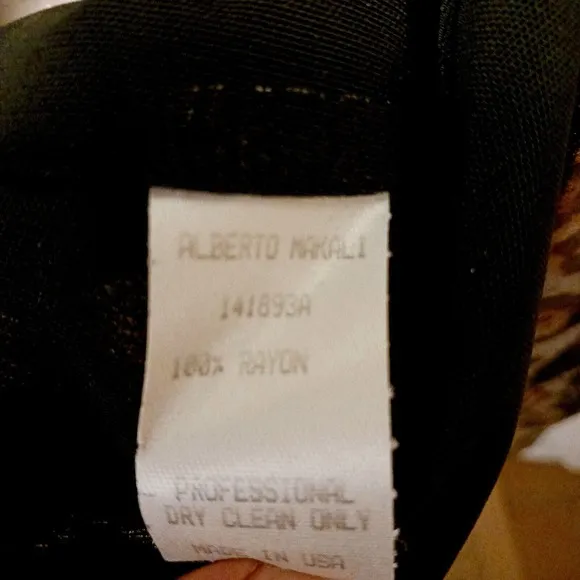 ALBERTO MAKALI
141893A
100% RAYON
PROFESSIONAL
DRY CLEAN ONLY
MADE IN USA